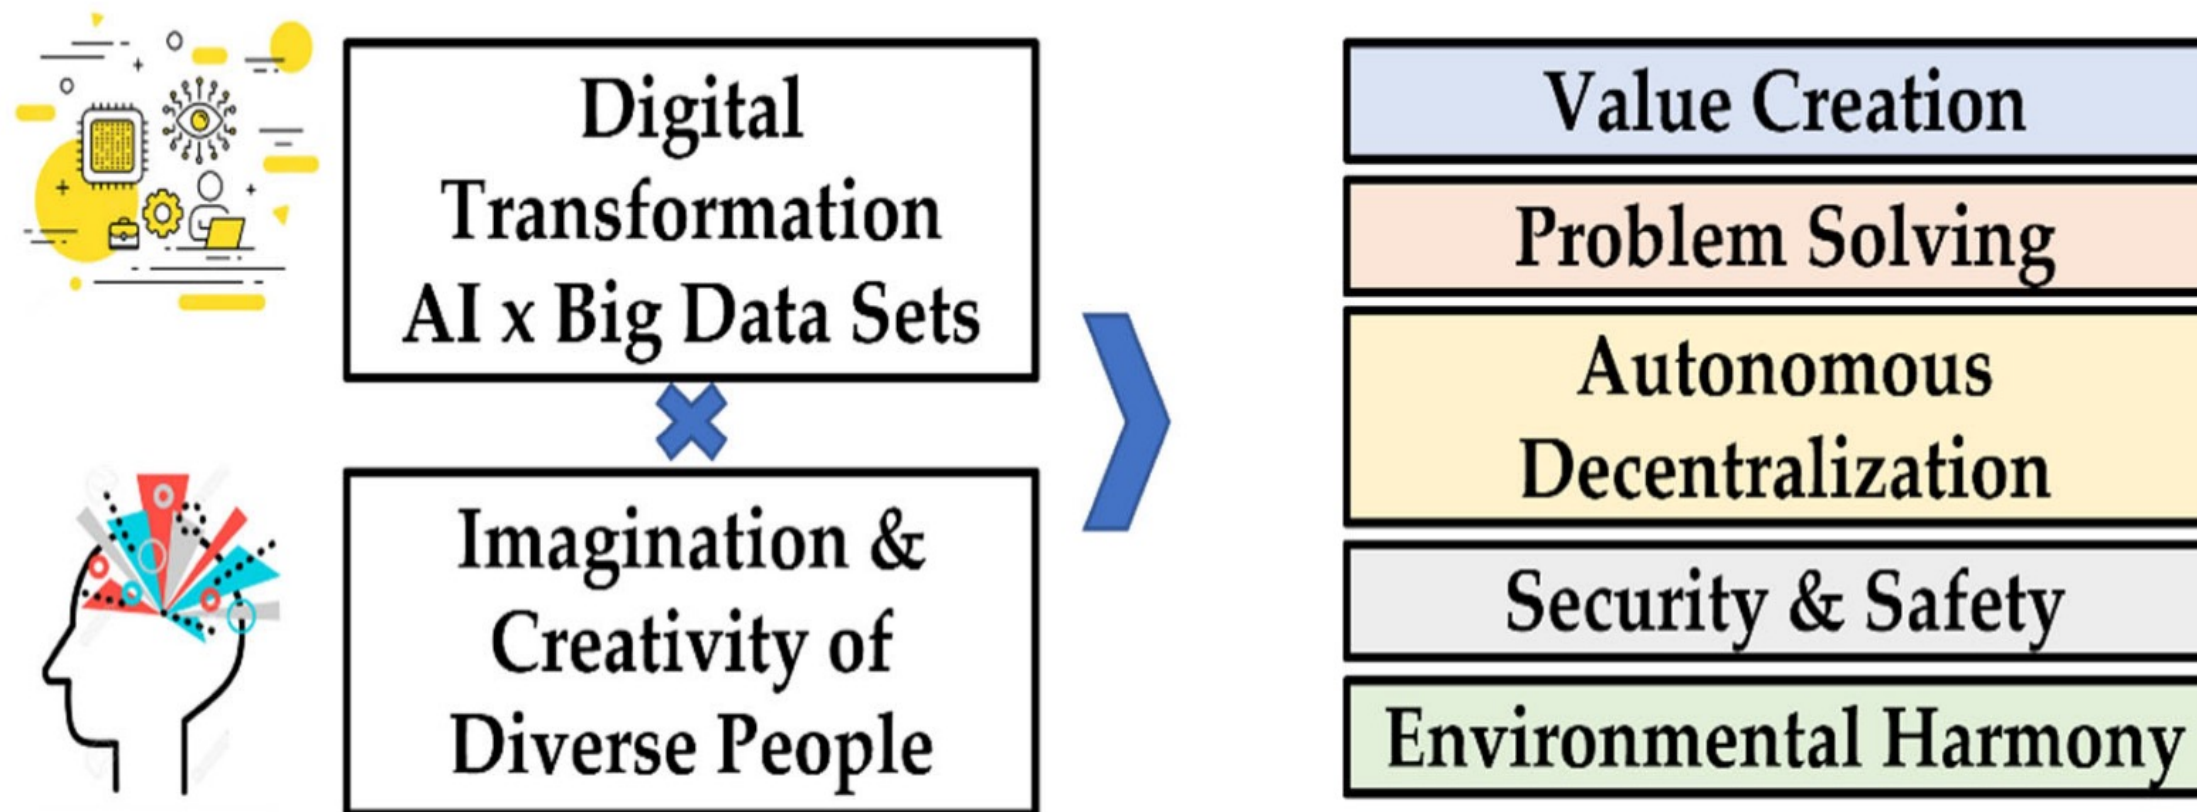 Digital
Transformation
AI x Big Data Sets
Imagination &
Creativity of
Diverse People
Value Creation
Problem Solving
Autonomous
Decentralization
Security & Safety
Environmental Harmony